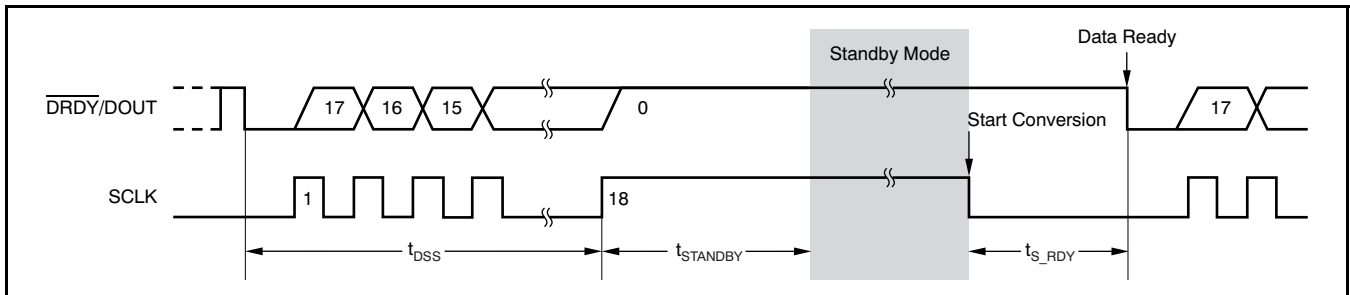 Data Ready
Standby Mode
DRDY/DOUT
17 16 15 0 17
Start Conversion
SCLK
1 18
tDSS tSTANDBY tS_RDY